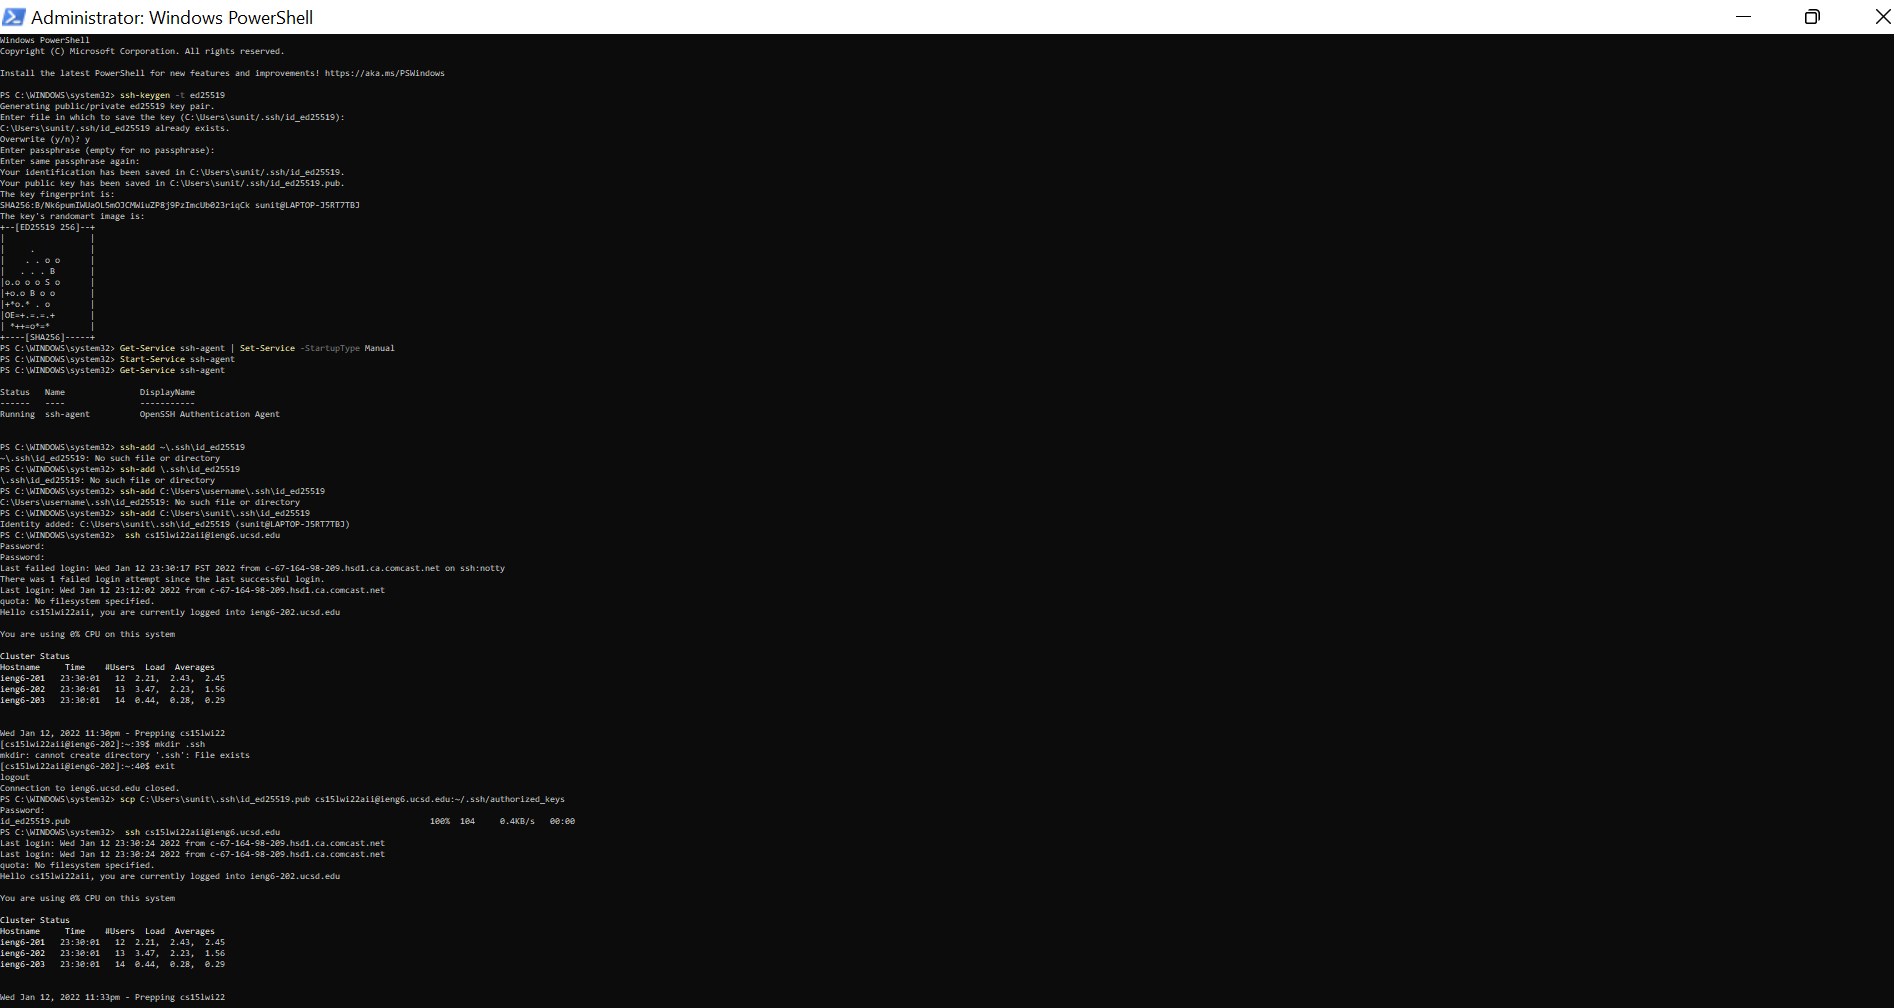 Administrator: Windows PowerShell
Windows PowerShell
Copyright (C) Microsoft Corporation. All rights reserved.
Install the latest PowerShell for new features and improvements! https://aka.ms/PSWindows
PS C:\WINDOWS\system32> ssh-keygen -t ed25519
Generating public/private ed25519 key pair.
Enter file in which to save the key (C:\Users\sunit/.ssh/id_ed25519):
C:\Users\sunit/.ssh/id_ed25519 already exists.
Overwrite (y/n)? y
Enter passphrase (empty for no passphrase):
Enter same passphrase again:
Your identification has been saved in C:\Users\sunit/.ssh/id_ed25519.
Your public key has been saved in C:\Users\sunit/.ssh/id_ed25519.pub.
The key fingerprint is:
SHA256:B/Nk6pumIWUaOL5mOJCMWiuZP8j9PzImcUb023riqCk sunit@LAPTOP-J5RT7TBJ
The key's randomart image is:
+--[ED25519 256]--+
|                 |
|     .           |
|    . . o o      |
|   . . . B       |
|o.o o o S o      |
|+o.o B o o       |
|+*o.* . o        |
|OE=+.=.=.+       |
| *++=o*=*        |
+----[SHA256]-----+
PS C:\WINDOWS\system32> Get-Service ssh-agent | Set-Service -StartupType Manual
PS C:\WINDOWS\system32> Start-Service ssh-agent
PS C:\WINDOWS\system32> Get-Service ssh-agent
Status   Name               DisplayName
------   ----               -----------
Running  ssh-agent          OpenSSH Authentication Agent
PS C:\WINDOWS\system32> ssh-add ~\.ssh\id_ed25519
~\.ssh\id_ed25519: No such file or directory
PS C:\WINDOWS\system32> ssh-add \.ssh\id_ed25519
\.ssh\id_ed25519: No such file or directory
PS C:\WINDOWS\system32> ssh-add C:\Users\username\.ssh\id_ed25519
C:\Users\username\.ssh\id_ed25519: No such file or directory
PS C:\WINDOWS\system32> ssh-add C:\Users\sunit\.ssh\id_ed25519
Identity added: C:\Users\sunit\.ssh\id_ed25519 (sunit@LAPTOP-J5RT7TBJ)
PS C:\WINDOWS\system32>  ssh cs15lwi22aii@ieng6.ucsd.edu
Password:
Password:
Last failed login: Wed Jan 12 23:30:17 PST 2022 from c-67-164-98-209.hsd1.ca.comcast.net on ssh:notty
There was 1 failed login attempt since the last successful login.
Last login: Wed Jan 12 23:12:02 2022 from c-67-164-98-209.hsd1.ca.comcast.net
quota: No filesystem specified.
Hello cs15lwi22aii, you are currently logged into ieng6-202.ucsd.edu
You are using 0% CPU on this system
Cluster Status
Hostname     Time    #Users  Load  Averages
ieng6-201   23:30:01   12  2.21,  2.43,  2.45
ieng6-202   23:30:01   13  3.47,  2.23,  1.56
ieng6-203   23:30:01   14  0.44,  0.28,  0.29
Wed Jan 12, 2022 11:30pm - Prepping cs15lwi22
[cs15lwi22aii@ieng6-202]:~:39$ mkdir .ssh
mkdir: cannot create directory '.ssh': File exists
[cs15lwi22aii@ieng6-202]:~:40$ exit
logout
Connection to ieng6.ucsd.edu closed.
PS C:\WINDOWS\system32> scp C:\Users\sunit\.ssh\id_ed25519.pub cs15lwi22aii@ieng6.ucsd.edu:~/.ssh/authorized_keys
Password:
id_ed25519.pub                                                                        100%  104     0.4KB/s   00:00
PS C:\WINDOWS\system32>  ssh cs15lwi22aii@ieng6.ucsd.edu
Last login: Wed Jan 12 23:30:24 2022 from c-67-164-98-209.hsd1.ca.comcast.net
Last login: Wed Jan 12 23:30:24 2022 from c-67-164-98-209.hsd1.ca.comcast.net
quota: No filesystem specified.
Hello cs15lwi22aii, you are currently logged into ieng6-202.ucsd.edu
You are using 0% CPU on this system
Cluster Status
Hostname     Time    #Users  Load  Averages
ieng6-201   23:30:01   12  2.21,  2.43,  2.45
ieng6-202   23:30:01   13  3.47,  2.23,  1.56
ieng6-203   23:30:01   14  0.44,  0.28,  0.29
Wed Jan 12, 2022 11:33pm - Prepping cs15lwi22